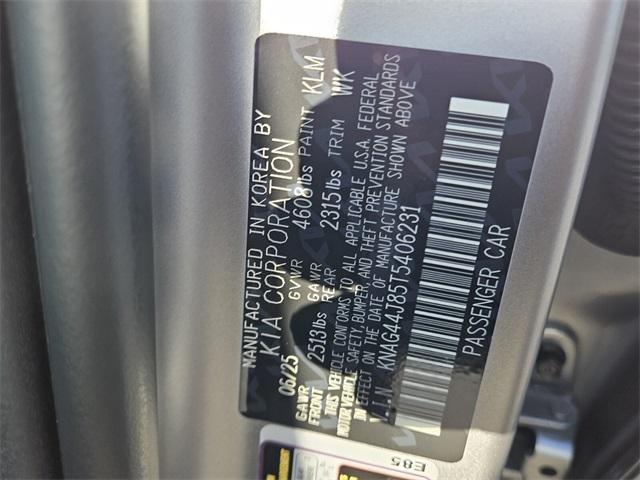 MANUFACTURED IN KOREA BY
KIA CORPORATION
06/25 GVWR 4608lbs PAINT KLM
GAWR FRONT 2513lbs GAWR REAR 2315lbs TRIM WK
THIS VEHICLE CONFORMS TO ALL APPLICABLE U.S.A. FEDERAL
MOTOR VEHICLE SAFETY, BUMPER, AND THEFT PREVENTION STANDARDS
IN EFFECT ON THE DATE OF MANUFACTURE SHOWN ABOVE
V.I.N. KNAG44J85T5406231
PASSENGER CAR
E85